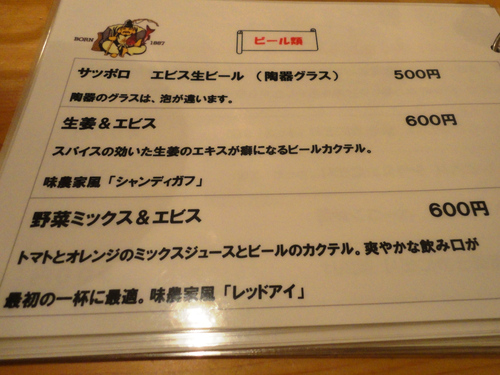 BORN 1887
ビール類
サッポロ エビス生ビール (陶器グラス) 500円
陶器のグラスは、泡が違います。
生姜&エビス 600円
スパイスの効いた生姜のエキスが癖になるビールカクテル。
味農家風「シャンディガフ」
野菜ミックス&エビス 600円
トマトとオレンジのミックスジュースとビールのカクテル。爽やかな飲み口が
最初の一杯に最適。味農家風「レッドアイ」